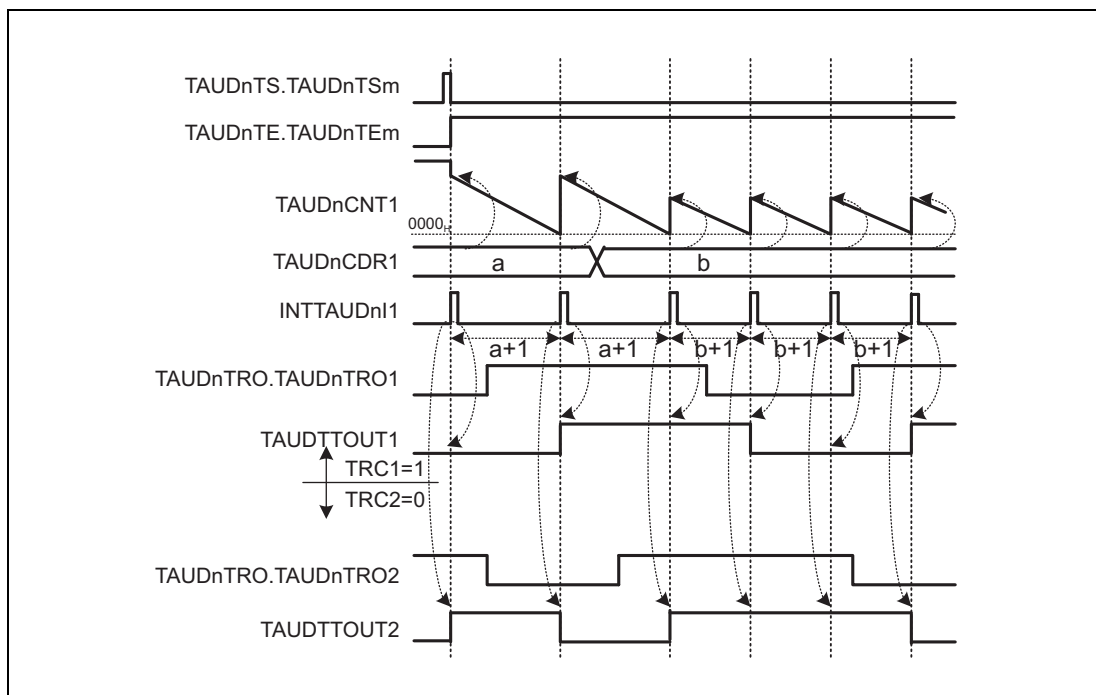 TAUDnTS.TAUDnTSm
TAUDnTE.TAUDnTEm
TAUDnCNT1
0000H
TAUDnCDR1
a
b
INTTAUDnI1
a+1 a+1 b+1 b+1 b+1
TAUDnTRO.TAUDnTRO1
TAUDTTOUT1
TRC1=1
TRC2=0
TAUDnTRO.TAUDnTRO2
TAUDTTOUT2